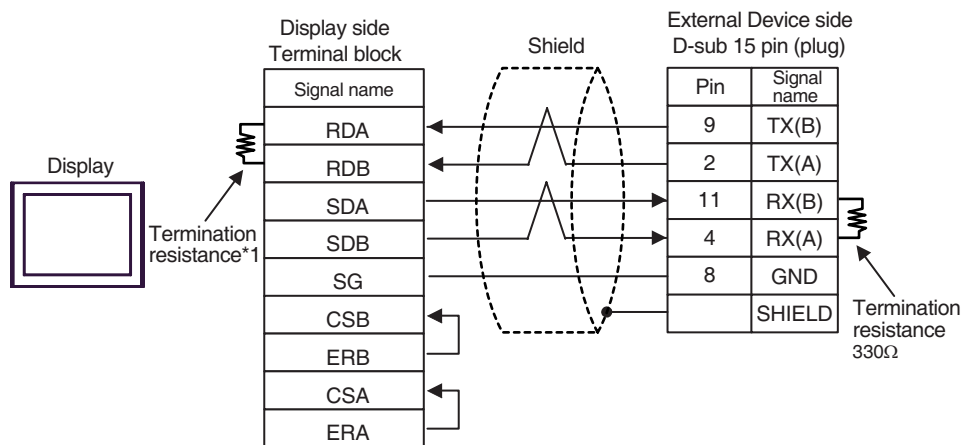 Display side
Terminal block
Shield
External Device side
D-sub 15 pin (plug)
Signal name
Pin
Signal
name
RDA
9
TX(B)
RDB
2
TX(A)
Display
SDA
11
RX(B)
Termination
resistance*1
SDB
4
RX(A)
SG
8
GND
CSB
SHIELD
Termination
resistance
330Ω
ERB
CSA
ERA